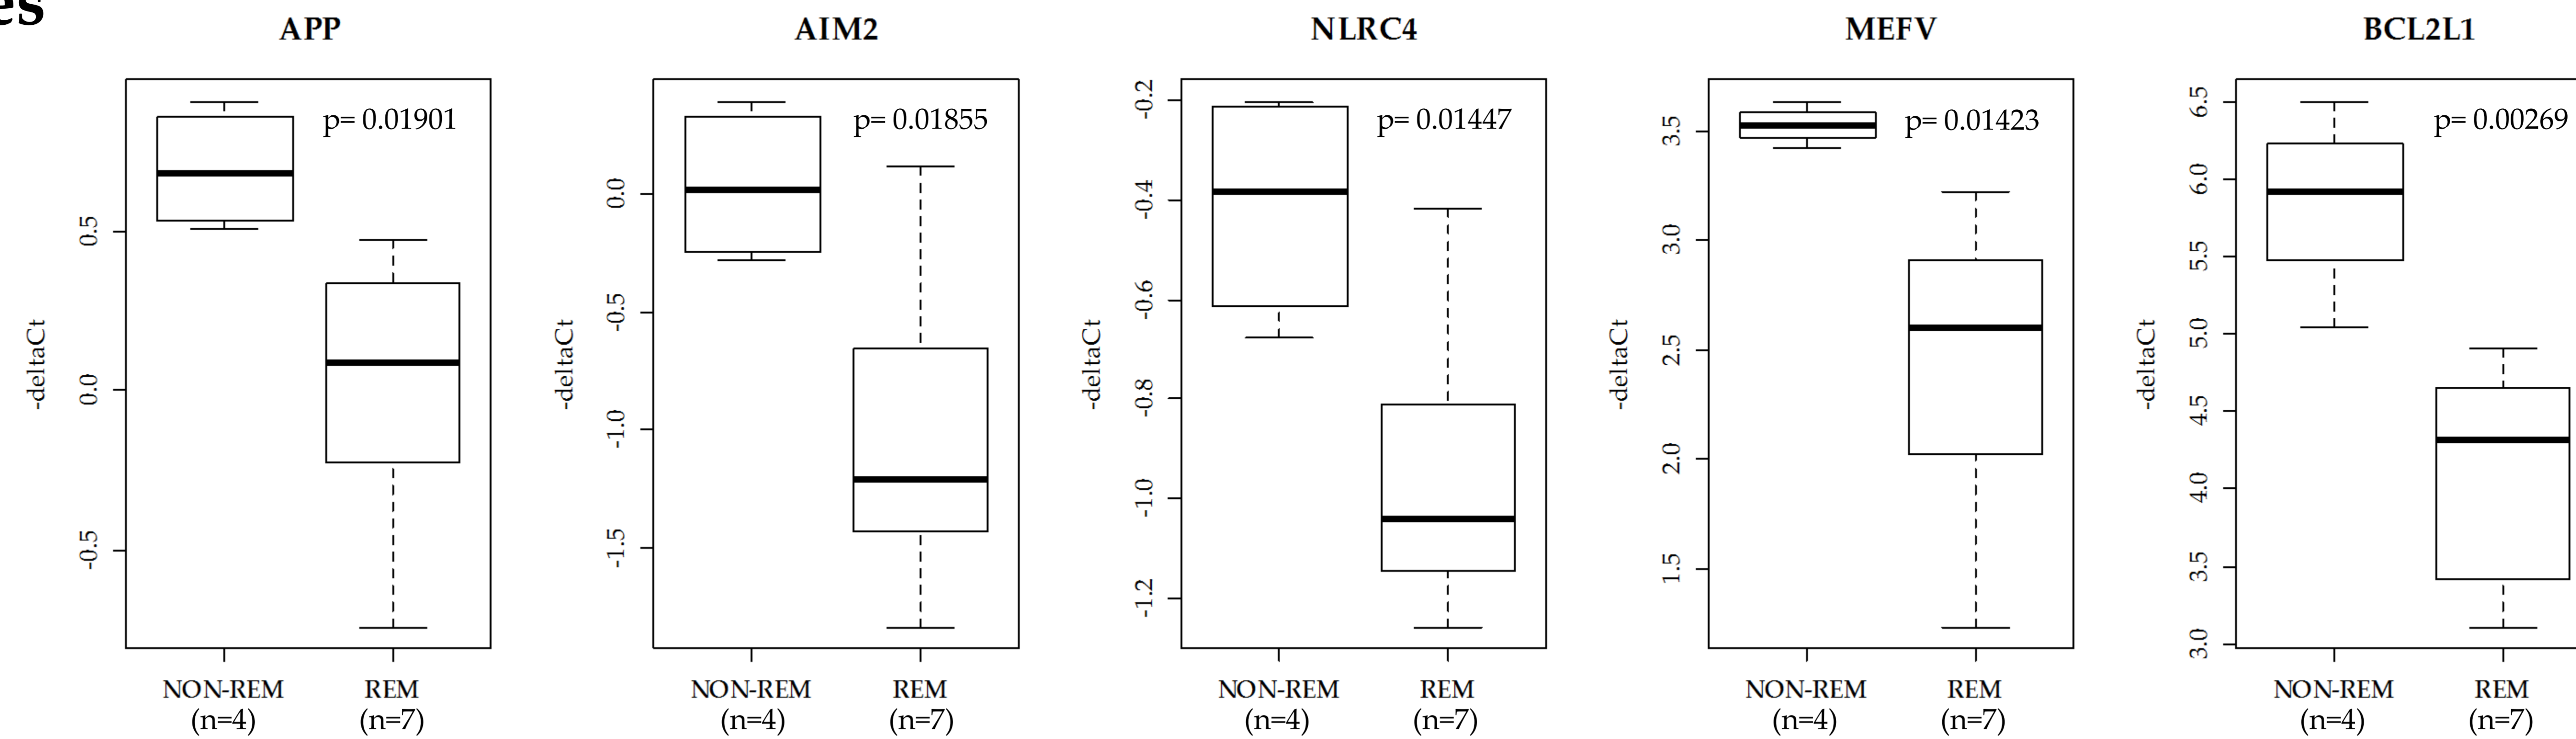 es
APP
AIM2
NLRC4
MEFV
BCL2L1
p= 0.01901
p= 0.01855
p= 0.01447
p= 0.01423
p= 0.00269
-deltaCt
0.5
0.0
-0.5
-deltaCt
0.0
-0.5
-1.0
-1.5
-deltaCt
-0.2
-0.4
-0.6
-0.8
-1.0
-1.2
-deltaCt
3.5
3.0
2.5
2.0
1.5
-deltaCt
6.5
6.0
5.5
5.0
4.5
4.0
3.5
3.0
NON-REM
(n=4)
REM
(n=7)
NON-REM
(n=4)
REM
(n=7)
NON-REM
(n=4)
REM
(n=7)
NON-REM
(n=4)
REM
(n=7)
NON-REM
(n=4)
REM
(n=7)